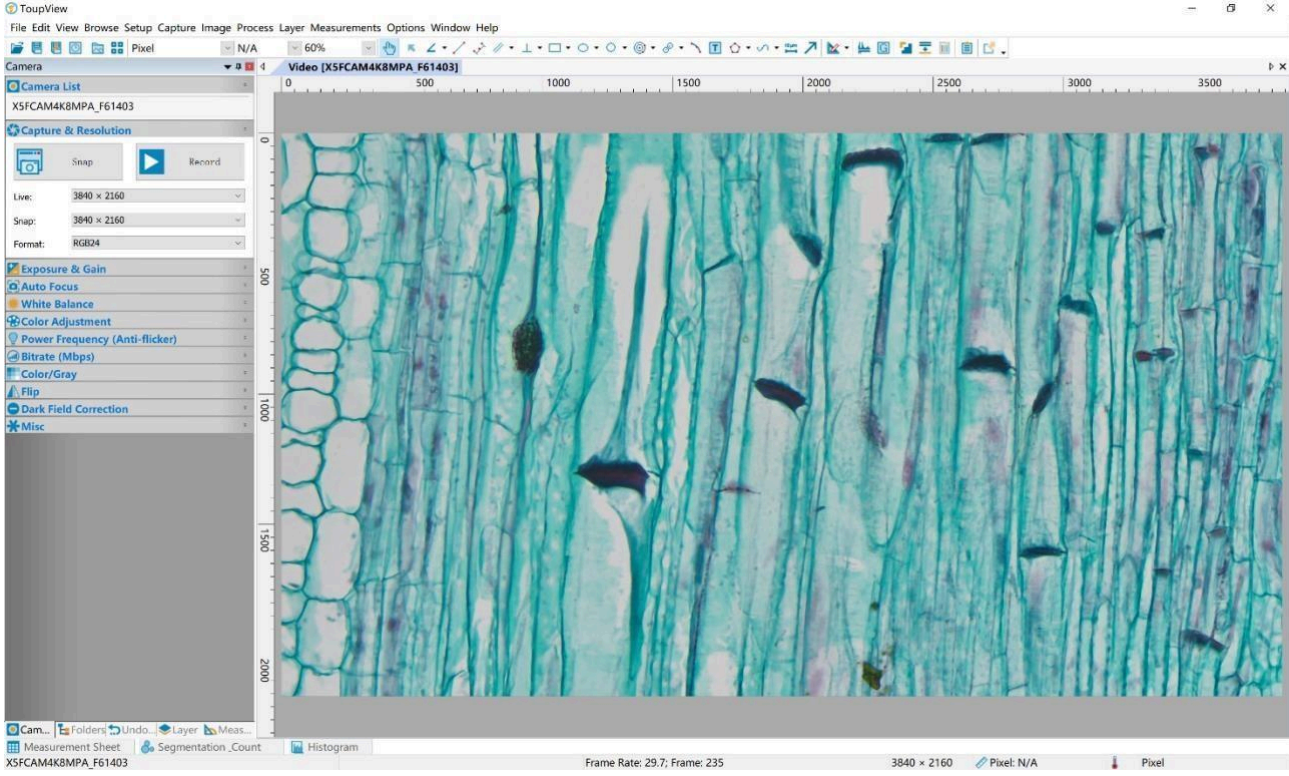 ToupView
File Edit View Browse Setup Capture Image Process Layer Measurements Options Window Help
Pixel N/A 60%
Camera
4 Video [X5FCAM4K8MPA_F61403]
Camera List
X5FCAM4K8MPA_F61403
Capture & Resolution
Snap Record
Live: 3840 × 2160
Snap: 3840 × 2160
Format: RGB24
Exposure & Gain
Auto Focus
White Balance
Color Adjustment
Power Frequency (Anti-flicker)
Bitrate (Mbps)
Color/Gray
Flip
Dark Field Correction
Misc
0 500 1000 1500 2000 2500 3000 3500
0
500
1000
1500
2000
Cam... Folders Undo... Layer Meas...
Measurement Sheet Segmentation_Count Histogram
X5FCAM4K8MPA_F61403 Frame Rate: 29.7; Frame: 235 3840 × 2160 Pixel: N/A Pixel